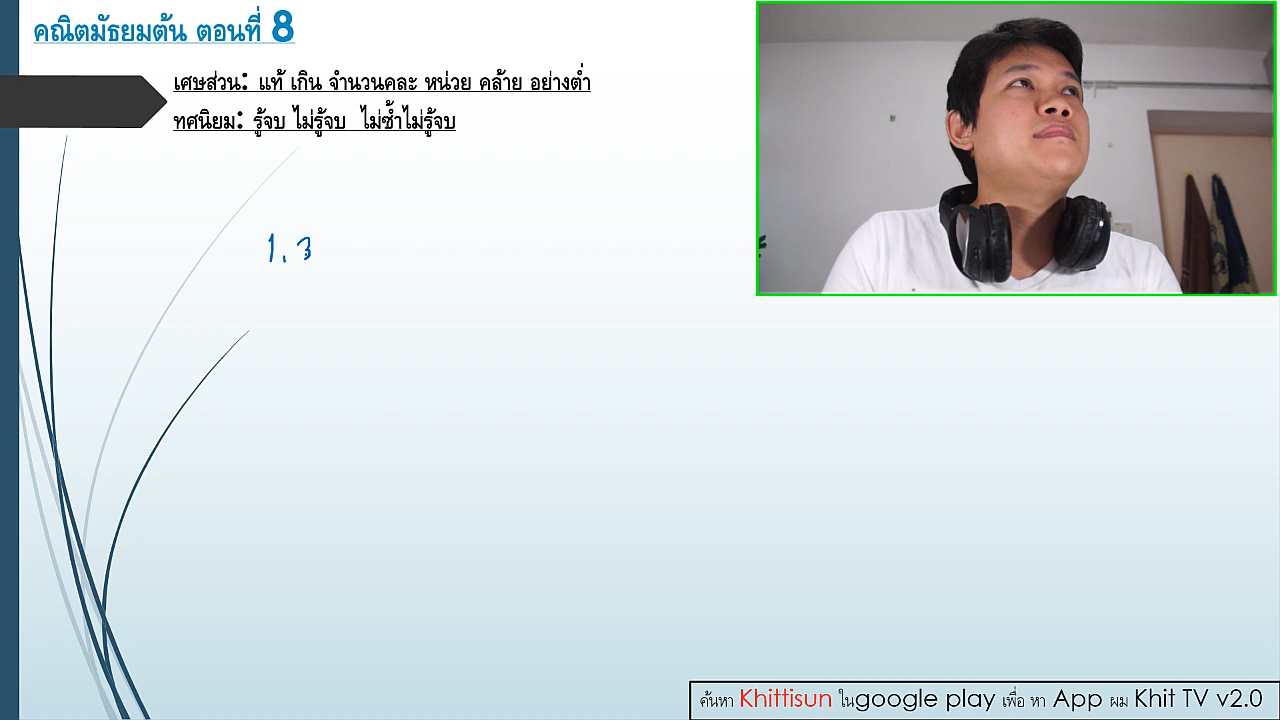 คณิตมัธยมต้น ตอนที่ 8
เศษส่วน: แท้ เกิน จำนวนคละ หน่วย คล้าย อย่างต่ำ
ทศนิยม: รู้จบ ไม่รู้จบ ไม่ซ้ำไม่รู้จบ
1.3
ค้นหา Khittisun ในgoogle play เพื่อ หา App ผม Khit TV v2.0